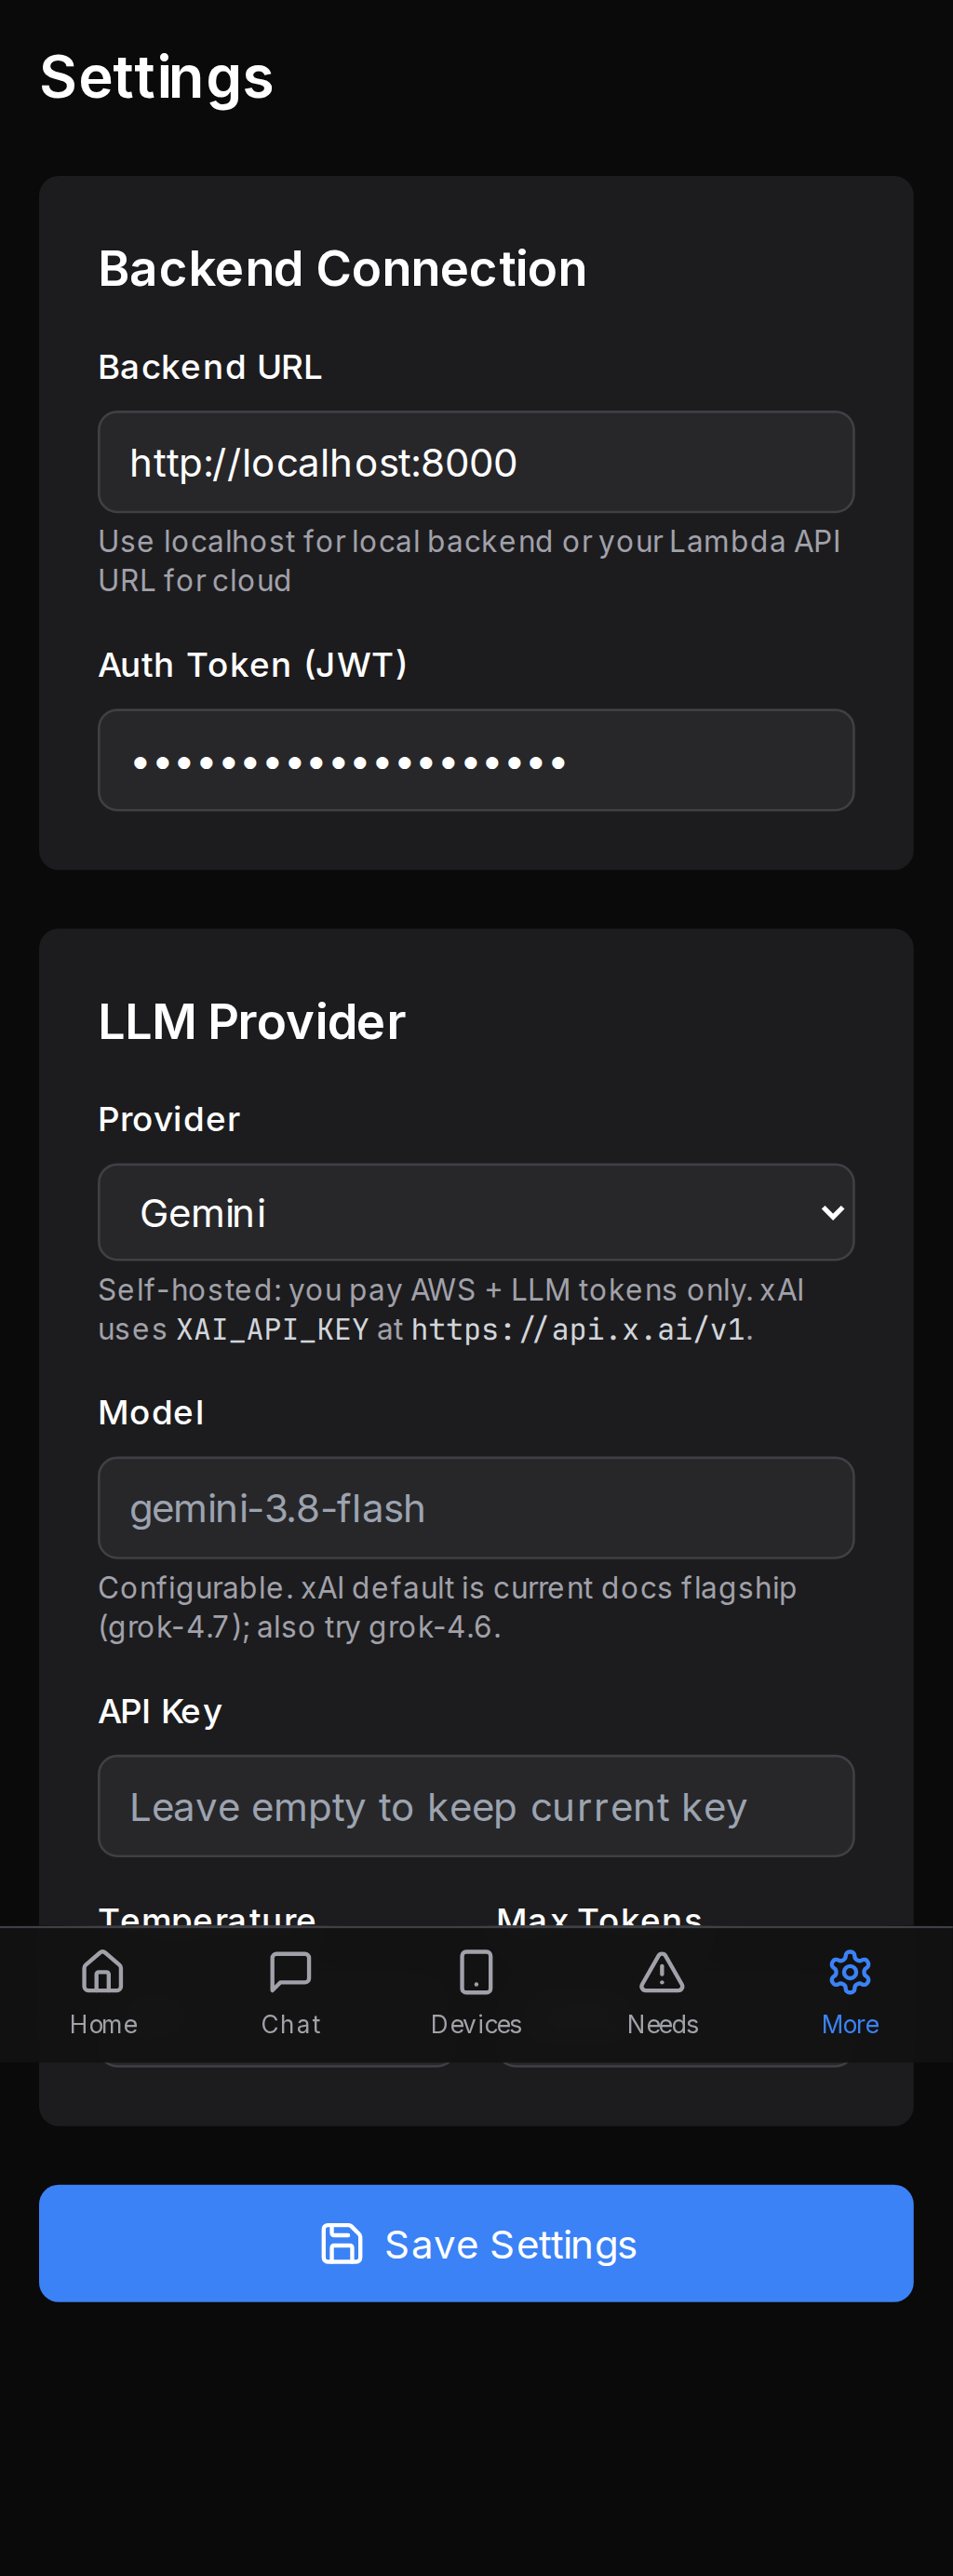 Settings
Backend Connection
Backend URL
http://localhost:8000
Use localhost for local backend or your Lambda API
URL for cloud
Auth Token (JWT)
••••••••••••••••••••
LLM Provider
Provider
Gemini
Self-hosted: you pay AWS + LLM tokens only. xAI
uses XAI_API_KEY at https://api.x.ai/v1.
Model
gemini-3.8-flash
Configurable. xAI default is current docs flagship
(grok-4.7); also try grok-4.6.
API Key
Leave empty to keep current key
Temperature Max Tokens
Home Chat Devices Needs More
Save Settings